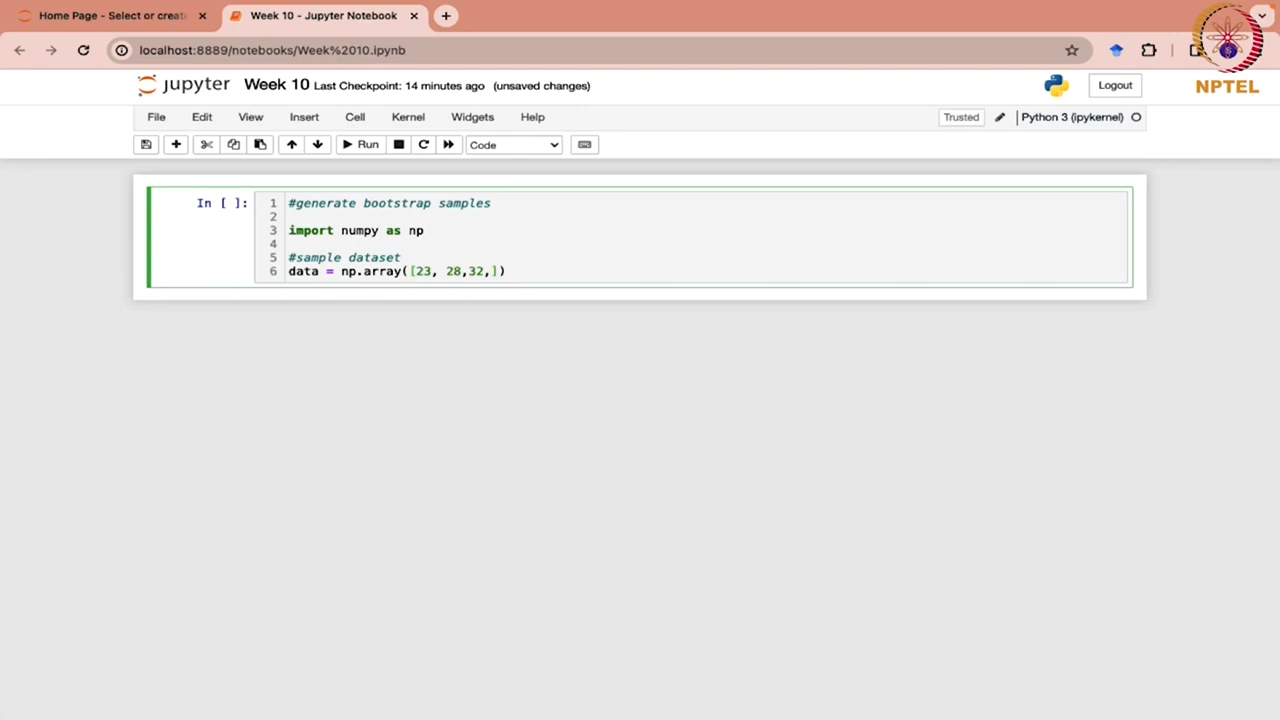 Home Page - Select or creat
Week 10 - Jupyter Notebook
localhost:8889/notebooks/Week%2010.ipynb
NPTEL
jupyter Week 10 Last Checkpoint: 14 minutes ago (unsaved changes)
Logout
File Edit View Insert Cell Kernel Widgets Help
Trusted Python 3 (ipykernel)
Run Code
In [ ]:
1 #generate bootstrap samples
2
3 import numpy as np
4
5 #sample dataset
6 data = np.array([23, 28,32,])